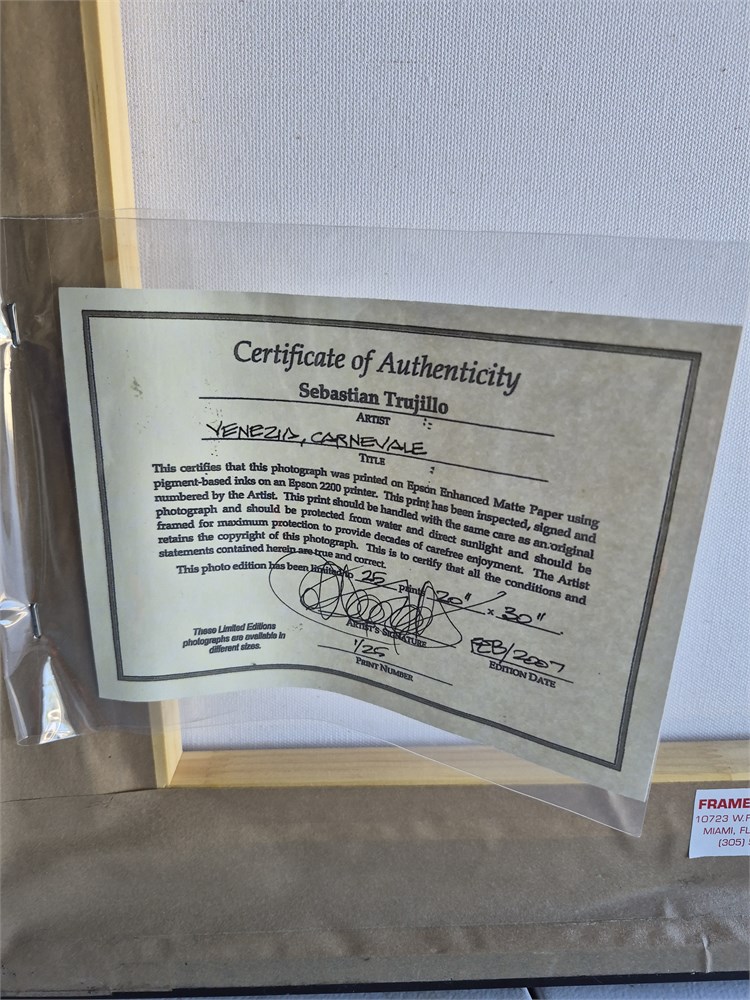 Certificate of Authenticity
Sebastian Trujillo
ARTIST
VENEZIA, CARNEVALE
TITLE
This certifies that this photograph was printed on Epson Enhanced Matte Paper using
pigment-based inks on an Epson 2200 printer. This print has been inspected, signed and
numbered by the Artist. This print should be handled with the same care as an original
photograph and should be protected from water and direct sunlight and should be
framed for maximum protection to provide decades of carefree enjoyment. The Artist
retains the copyright of this photograph. This is to certify that all the conditions and
statements contained herein are true and correct.
This photo edition has been limited to 25 prints 20" x 30".
ARTIST'S SIGNATURE
These Limited Editions
photographs are available in
different sizes.
1/25
PRINT NUMBER
FEB/2007
EDITION DATE
FRAME
10723 W.F
MIAMI, FL
(305)